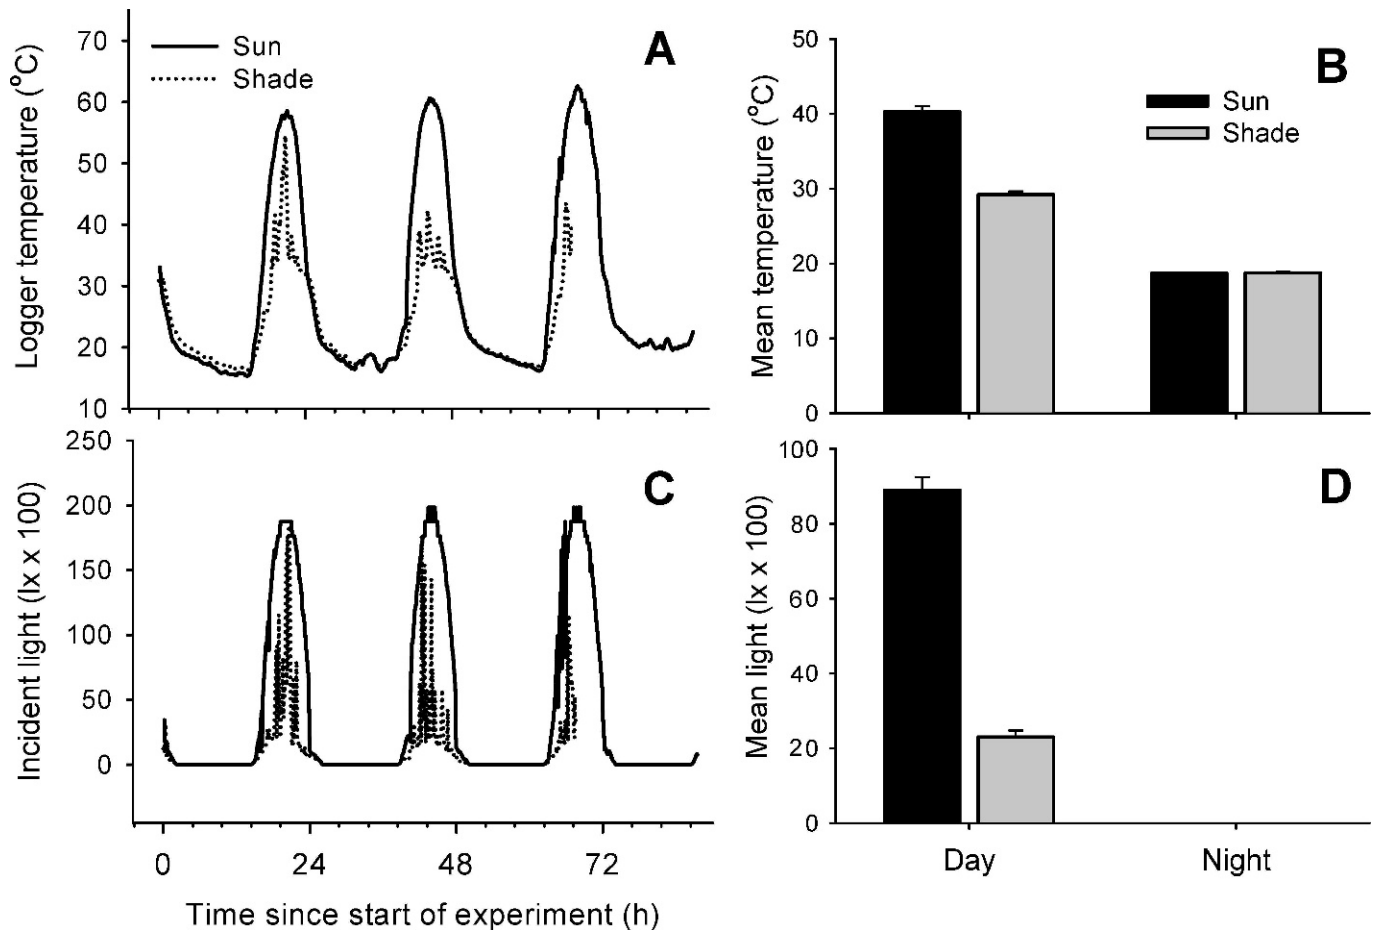 A
Sun
Shade
Logger temperature (°C)
70
60
50
40
30
20
10
B
Sun
Shade
Mean temperature (°C)
50
40
30
20
10
0
C
Incident light (lx x 100)
250
200
150
100
50
0
0 24 48 72
Time since start of experiment (h)
D
Mean light (lx x 100)
100
80
60
40
20
0
Day Night